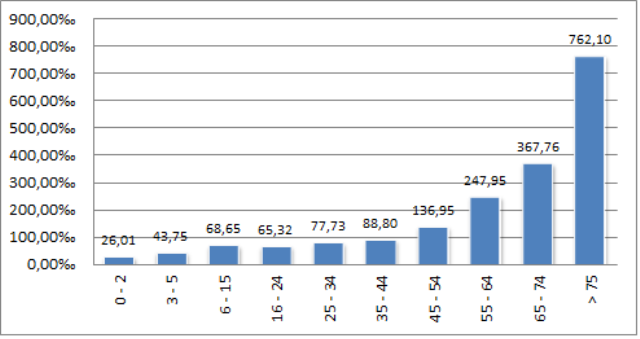 900,00‰
800,00‰
700,00‰
600,00‰
500,00‰
400,00‰
300,00‰
200,00‰
100,00‰
0,00‰
26,01
43,75
68,65
65,32
77,73
88,80
136,95
247,95
367,76
762,10
0 - 2
3 - 5
6 - 15
16 - 24
25 - 34
35 - 44
45 - 54
55 - 64
65 - 74
> 75